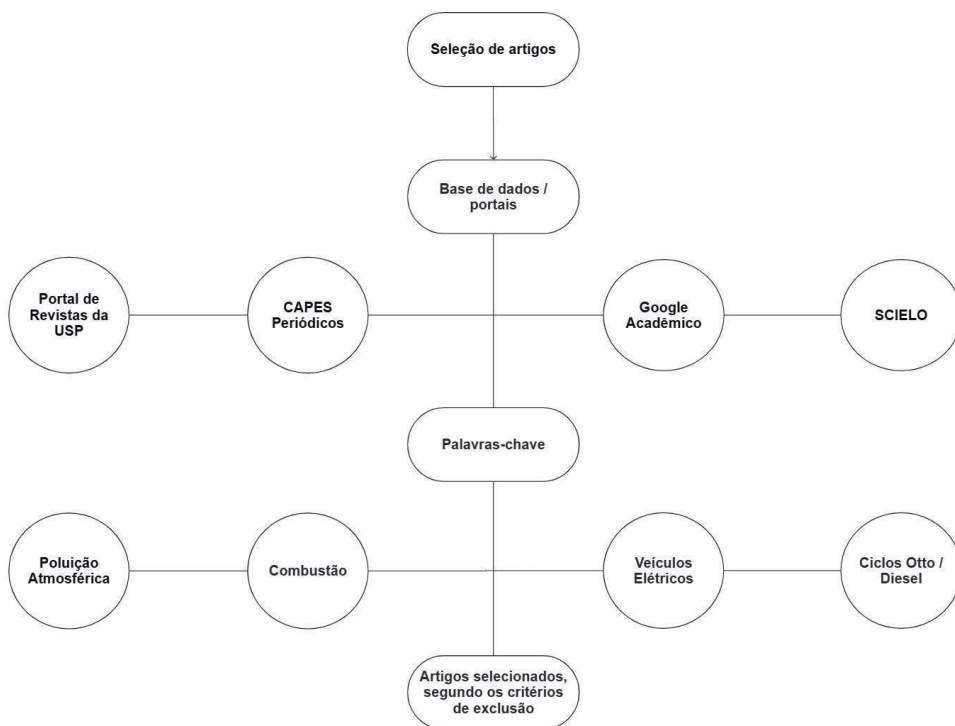 Seleção de artigos
Base de dados /
portais
Portal de
Revistas da
USP
CAPES
Periódicos
Google
Acadêmico
SCIELO
Palavras-chave
Poluição
Atmosférica
Combustão
Veículos
Elétricos
Ciclos Otto /
Diesel
Artigos selecionados,
segundo os critérios
de exclusão